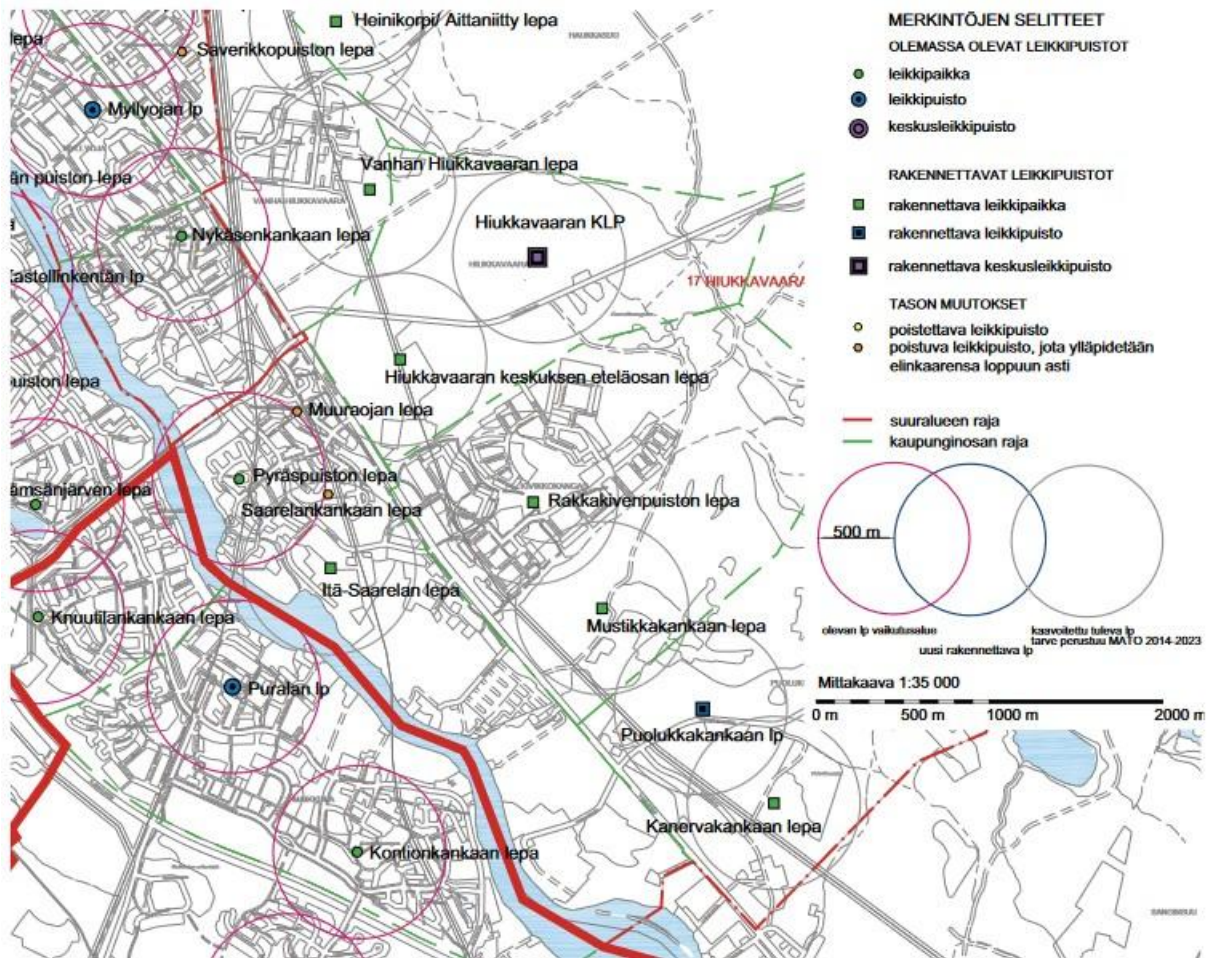 Heinikorpi/ Aittaniitty lepa
lepa
Saverikkopuiston lepa
Myllyojan lp
Vanhan Hiukkavaaran lepa
än puiston lepa
VANHA HIUKKAVAARA
Nykäsenkankaan lepa
Hiukkavaaran KLP
HIUKKAVAARA
Kastellinkentän lp
17 HIUKKAVAARA
uiston lepa
Hiukkavaaran keskuksen eteläosan lepa
Muuraojan lepa
Pyräspuiston lepa
ämsänjärven lepa
Saarelankankaan lepa
Rakkakivenpuiston lepa
Itä-Saarelan lepa
Knuutilankankaan lepa
Mustikkakankaan lepa
Puralan lp
Puolukkakankaan lp
Kanervakankaan lepa
Kontionkankaan lepa
MERKINTÖJEN SELITTEET
OLEMASSA OLEVAT LEIKKIPUISTOT
leikkipaikka
leikkipuisto
keskusleikkipuisto
RAKENNETTAVAT LEIKKIPUISTOT
rakennettava leikkipaikka
rakennettava leikkipuisto
rakennettava keskusleikkipuisto
TASON MUUTOKSET
poistettava leikkipuisto
poistuva leikkipuisto, jota ylläpidetään
elinkaarensa loppuun asti
suuralueen raja
kaupunginosan raja
500 m
olevan lp vaikutusalue
uusi rakennettava lp
kaavoitettu tuleva lp
tarve perustuu MATO 2014-2023
Mittakaava 1:35 000
0 m 500 m 1000 m 2000 m